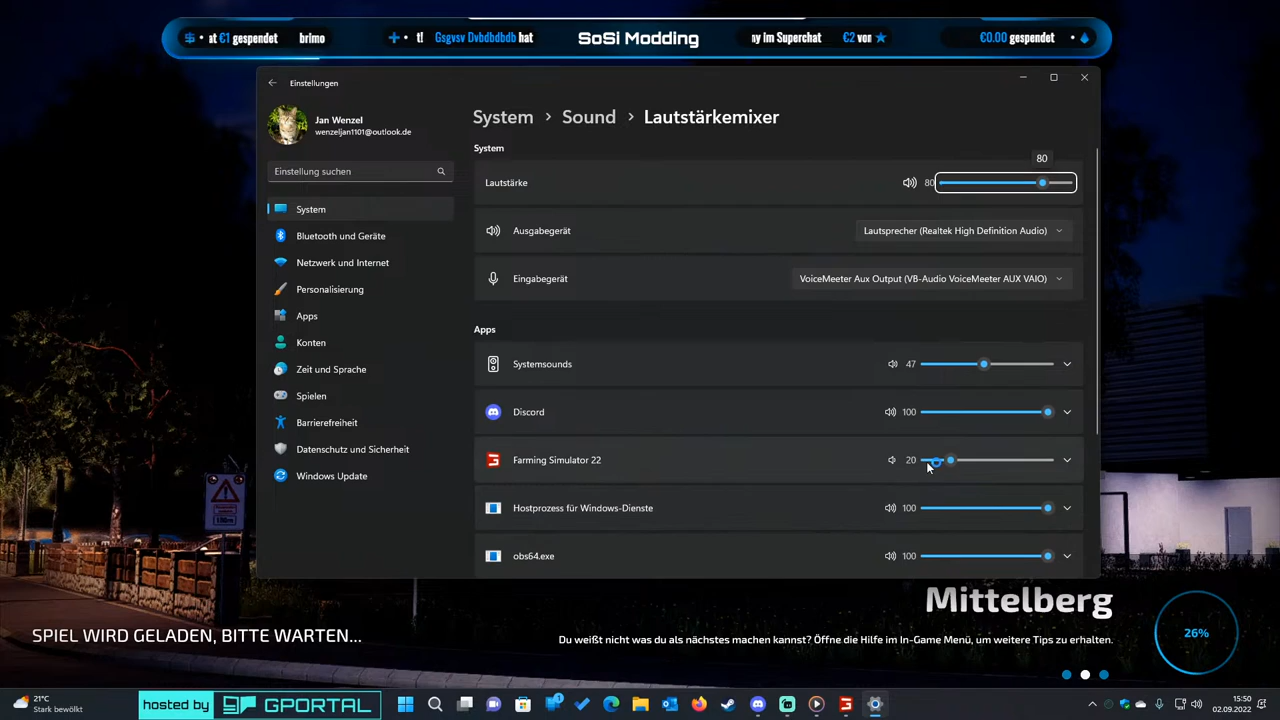 at €1 gespendet
brimo
t! Gsgvsv Dvbdbdbdb hat
SoSi Modding
ny im Superchat
€2 von
€0.00 gespendet
Einstellungen
Jan Wenzel
wenzeljan1101@outlook.de
Einstellung suchen
System
Bluetooth und Geräte
Netzwerk und Internet
Personalisierung
Apps
Konten
Zeit und Sprache
Spielen
Barrierefreiheit
Datenschutz und Sicherheit
Windows Update
System > Sound > Lautstärkemixer
System
80
Lautstärke 80
Ausgabegerät Lautsprecher (Realtek High Definition Audio)
Eingabegerät VoiceMeeter Aux Output (VB-Audio VoiceMeeter AUX VAIO)
Apps
Systemsounds 47
Discord 100
Farming Simulator 22 20
Hostprozess für Windows-Dienste 100
obs64.exe 100
Mittelberg
SPIEL WIRD GELADEN, BITTE WARTEN...
Du weißt nicht was du als nächstes machen kannst? Öffne die Hilfe im In-Game Menü, um weitere Tipps zu erhalten.
26%
21°C
Stark bewölkt
hosted by GPORTAL
15:50
02.09.2022